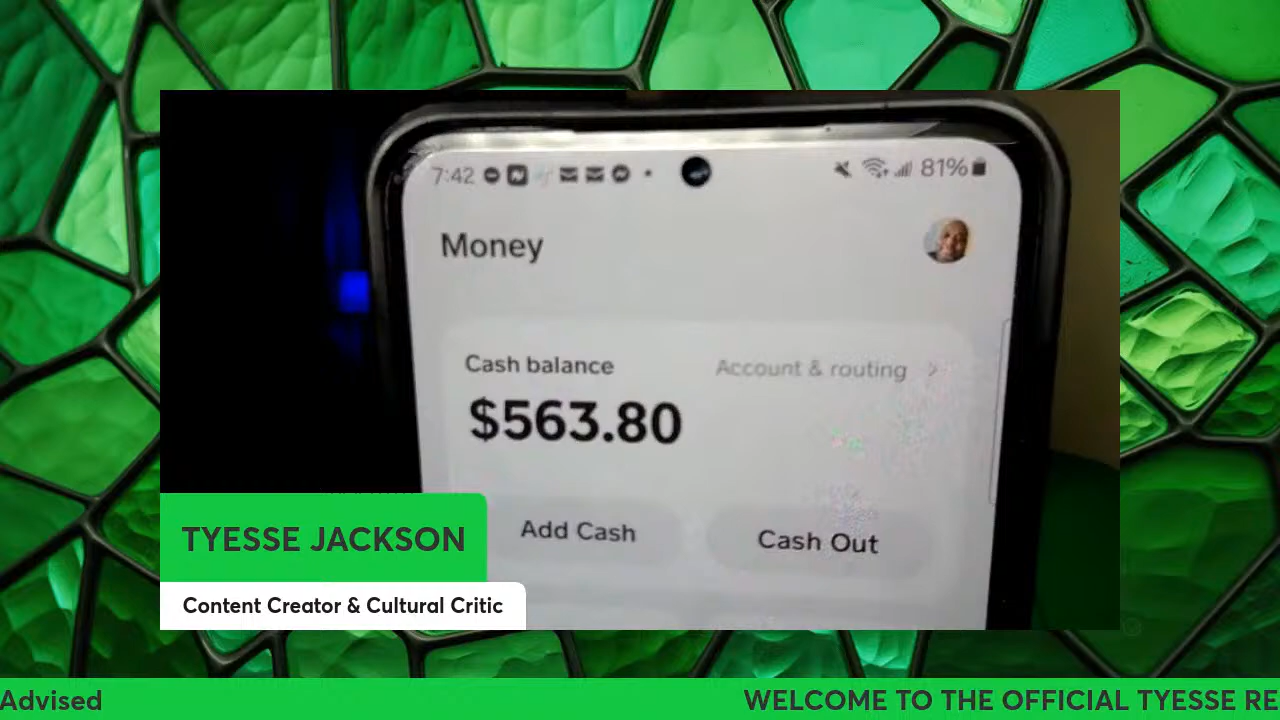 7:42
81%
Money
Cash balance
Account & routing
$563.80
Add Cash
Cash Out
TYESSE JACKSON
Content Creator & Cultural Critic
Advised
WELCOME TO THE OFFICIAL TYESSE RE